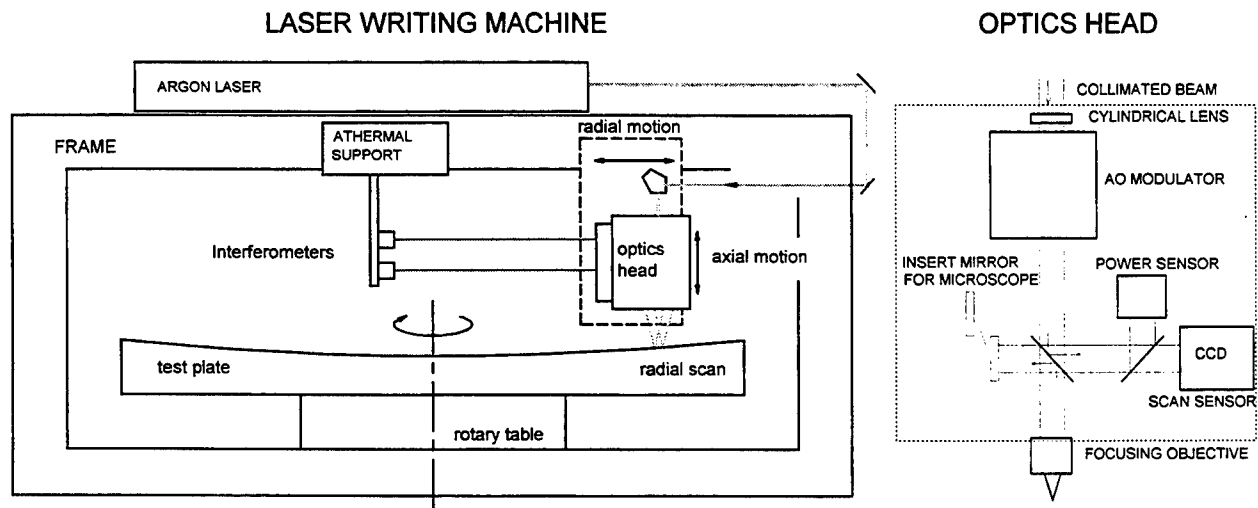 LASER WRITING MACHINE
ARGON LASER
FRAME
ATHERMAL
SUPPORT
radial motion
Interferometers
optics
head
axial motion
test plate
radial scan
rotary table
OPTICS HEAD
COLLIMATED BEAM
CYLINDRICAL LENS
AO MODULATOR
INSERT MIRROR
FOR MICROSCOPE
POWER SENSOR
CCD
SCAN SENSOR
FOCUSING OBJECTIVE